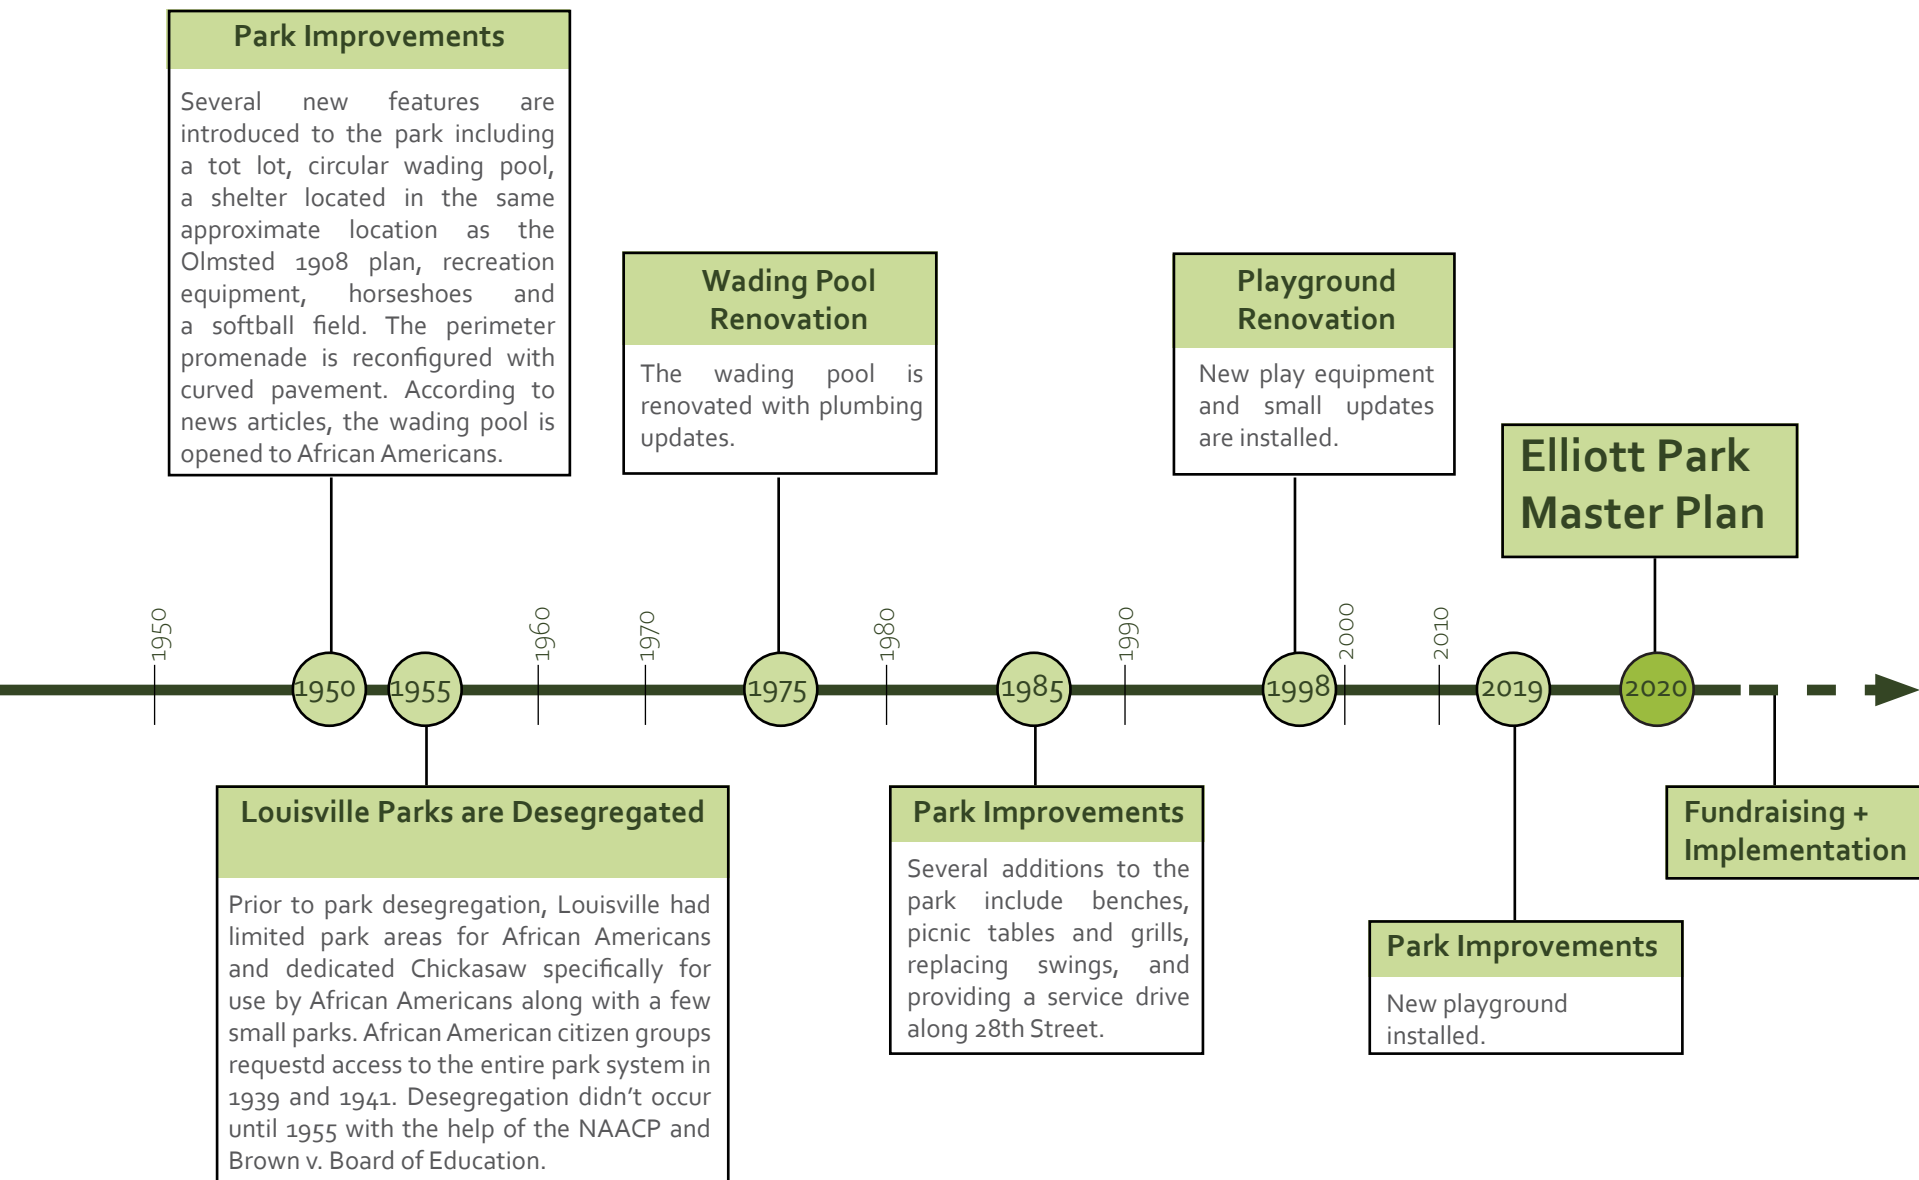 Park Improvements
Several new features are
introduced to the park including
a tot lot, circular wading pool,
a shelter located in the same
approximate location as the
Olmsted 1908 plan, recreation
equipment, horseshoes and
a softball field. The perimeter
promenade is reconfigured with
curved pavement. According to
news articles, the wading pool is
opened to African Americans.
Wading Pool
Renovation
The wading pool is
renovated with plumbing
updates.
Playground
Renovation
New play equipment
and small updates
are installed.
Elliott Park
Master Plan
1950
1960
1970
1980
1990
2000
2010
1950
1955
1975
1985
1998
2019
2020
Louisville Parks are Desegregated
Prior to park desegregation, Louisville had
limited park areas for African Americans
and dedicated Chickasaw specifically for
use by African Americans along with a few
small parks. African American citizen groups
requestd access to the entire park system in
1939 and 1941. Desegregation didn't occur
until 1955 with the help of the NAACP and
Brown v. Board of Education.
Park Improvements
Several additions to the
park include benches,
picnic tables and grills,
replacing swings, and
providing a service drive
along 28th Street.
Park Improvements
New playground
installed.
Fundraising +
Implementation